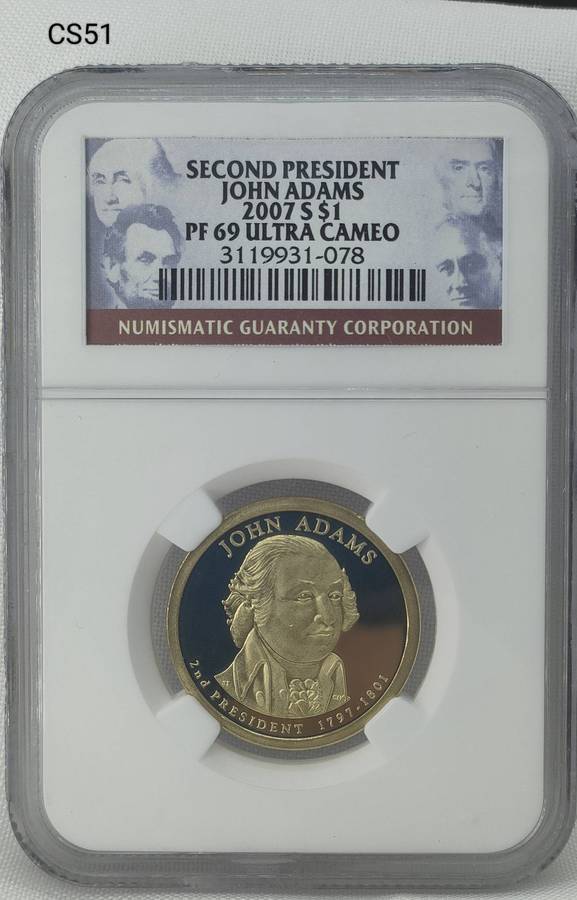 CS51
SECOND PRESIDENT
JOHN ADAMS
2007 S $1
PF 69 ULTRA CAMEO
3119931-078
NUMISMATIC GUARANTY CORPORATION
JOHN ADAMS
2nd PRESIDENT 1797-1801